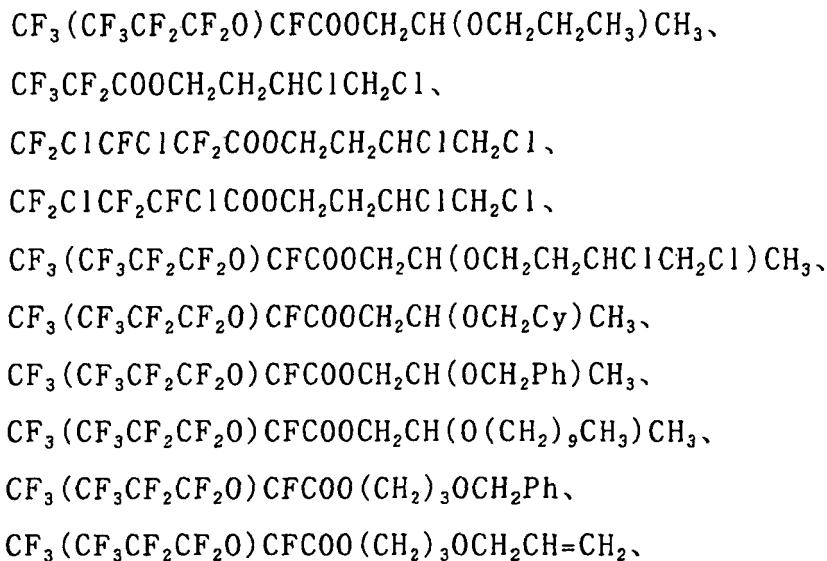 CF₃(CF₃CF₂CF₂O)CFCOOCH₂CH(OCH₂CH₂CH₃)CH₃、
CF₃CF₂COOCH₂CH₂CHClCH₂Cl、
CF₂ClCFClCF₂COOCH₂CH₂CHClCH₂Cl、
CF₂ClCF₂CFClCOOCH₂CH₂CHClCH₂Cl、
CF₃(CF₃CF₂CF₂O)CFCOOCH₂CH(OCH₂CH₂CHClCH₂Cl)CH₃、
CF₃(CF₃CF₂CF₂O)CFCOOCH₂CH(OCH₂Cy)CH₃、
CF₃(CF₃CF₂CF₂O)CFCOOCH₂CH(OCH₂Ph)CH₃、
CF₃(CF₃CF₂CF₂O)CFCOOCH₂CH(O(CH₂)₉CH₃)CH₃、
CF₃(CF₃CF₂CF₂O)CFCOO(CH₂)₃OCH₂Ph、
CF₃(CF₃CF₂CF₂O)CFCOO(CH₂)₃OCH₂CH=CH₂、